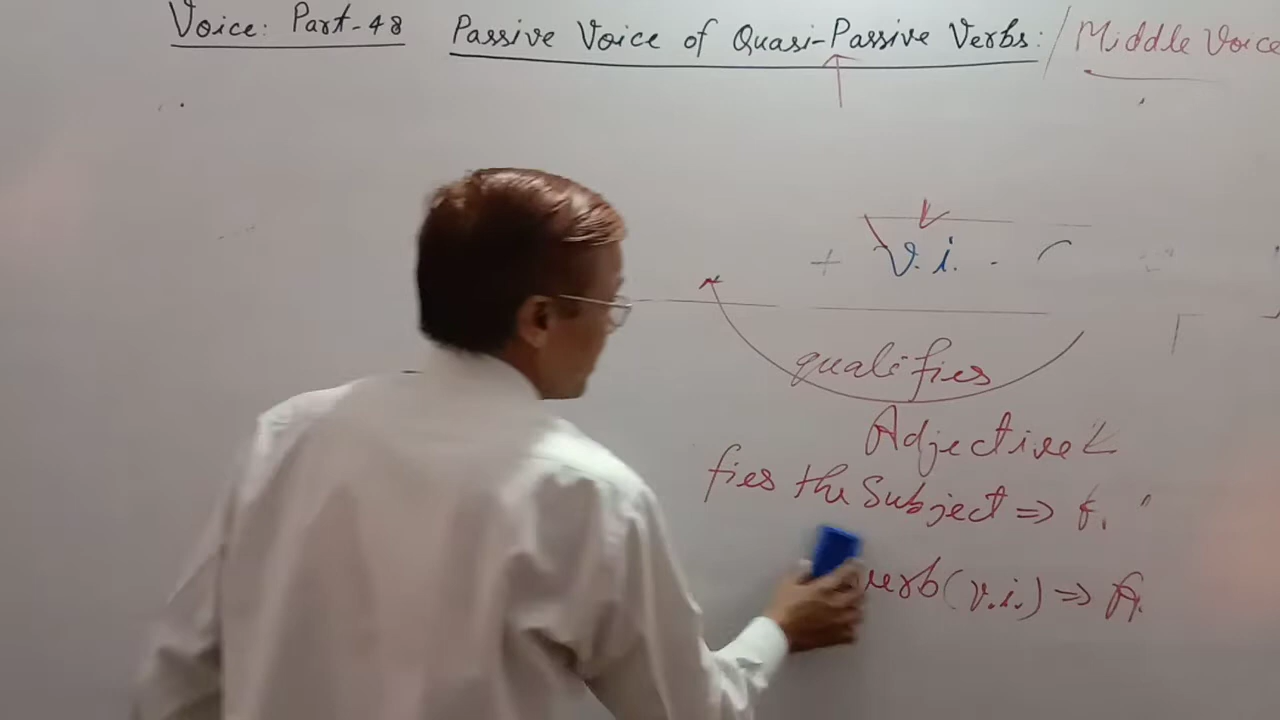 Voice: Part-48 Passive Voice of Quasi-Passive Verbs: / Middle Voice
+ v.i.
qualifies
Adjective
fies the Subject ⇒
verb (v.i.) ⇒